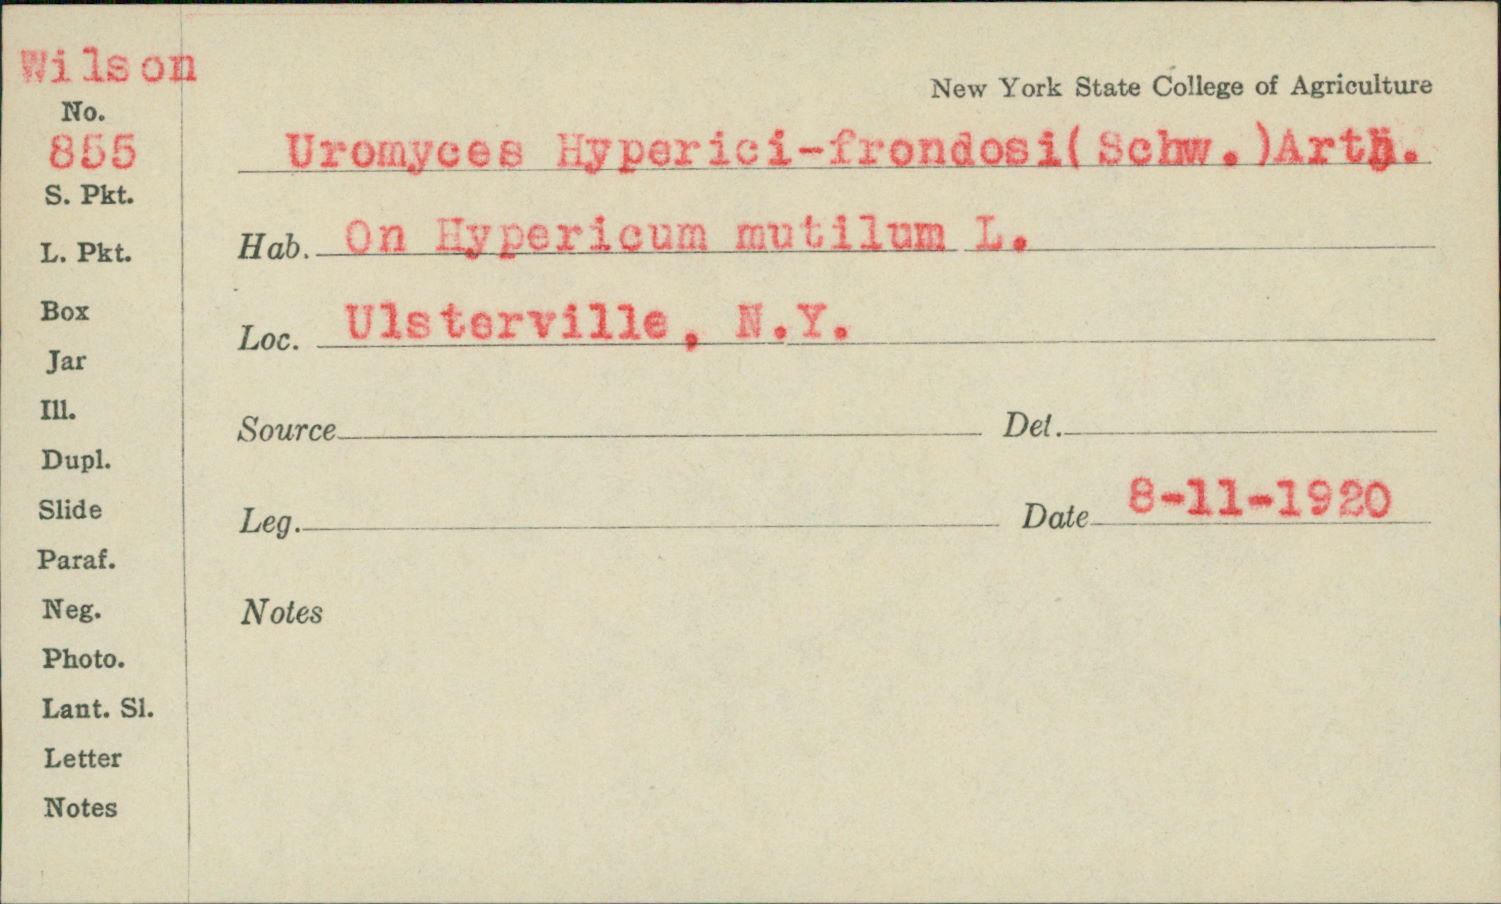 Wilson
No.
855
S. Pkt.
L. Pkt.
Box
Jar
Ill.
Dupl.
Slide
Paraf.
Neg.
Photo.
Lant. Sl.
Letter
Notes
New York State College of Agriculture
Uromyces Hyperici-frondosi(Schw.)Arth.
Hab. On Hypericum mutilum L.
Loc. Ulsterville, N.Y.
Source Det.
Leg. Date 8-11-1920
Notes